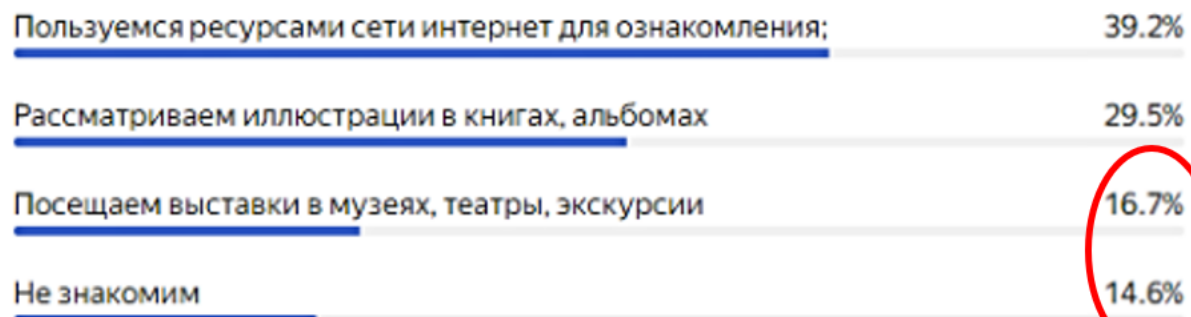 Пользуемся ресурсами сети интернет для ознакомления; 39.2%
Рассматриваем иллюстрации в книгах, альбомах 29.5%
Посещаем выставки в музеях, театры, экскурсии 16.7%
Не знакомим 14.6%